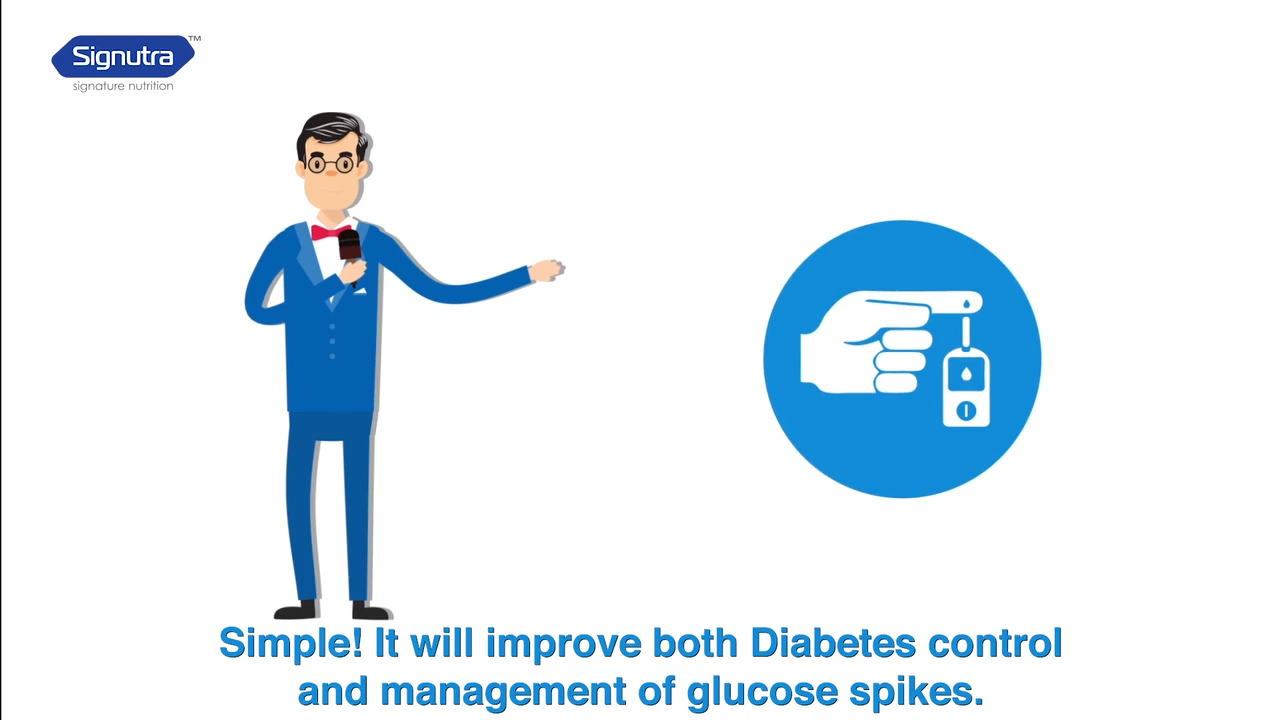 Signutra™
signature nutrition
Simple! It will improve both Diabetes control
and management of glucose spikes.